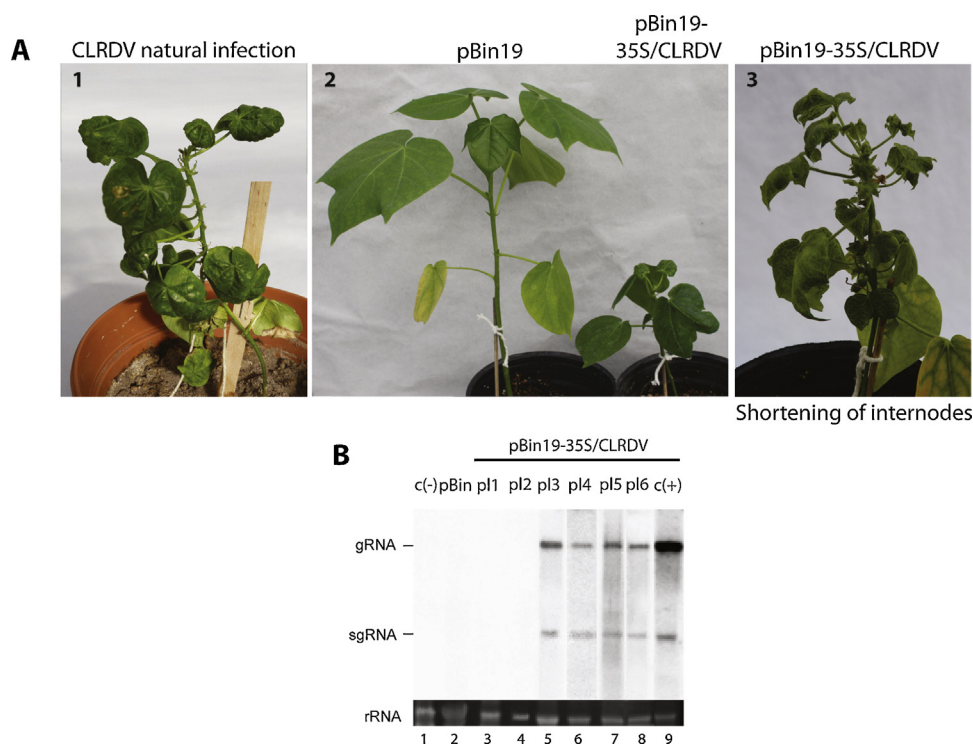 A
CLRDV natural infection
pBin19
pBin19-
35S/CLRDV
pBin19-35S/CLRDV
1
2
3
Shortening of internodes
B
pBin19-35S/CLRDV
c(-) pBin pl1 pl2 pl3 pl4 pl5 pl6 c(+)
gRNA
sgRNA
rRNA
1 2 3 4 5 6 7 8 9